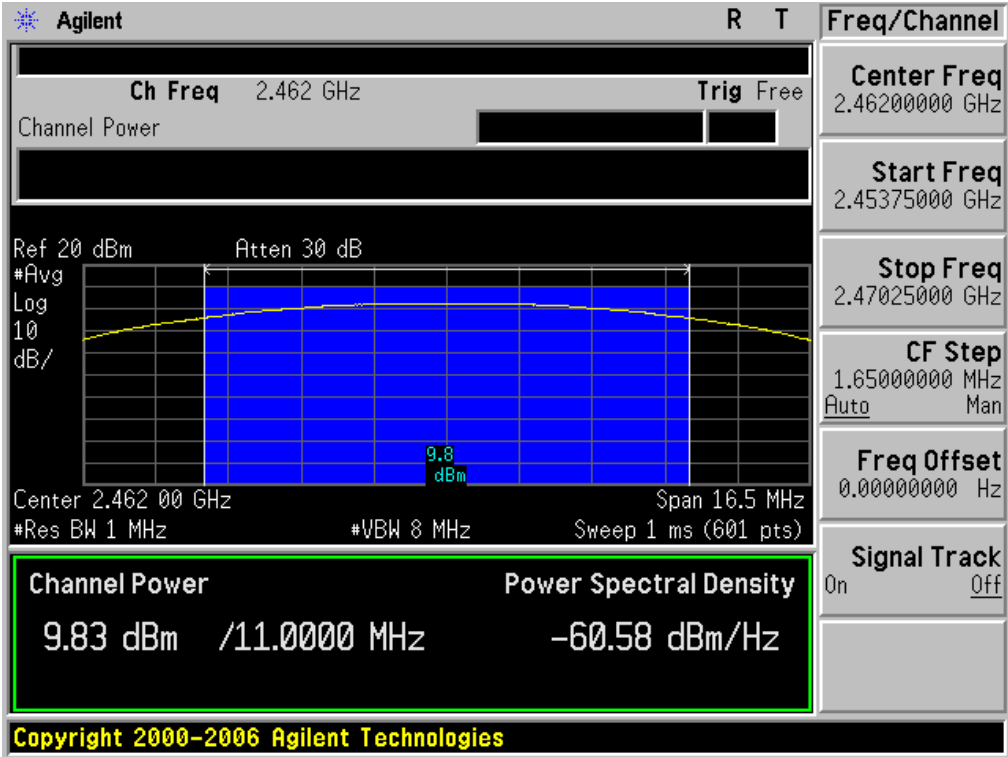 Agilent R T
Freq/Channel
Ch Freq 2.462 GHz Trig Free
Channel Power
Ref 20 dBm Atten 30 dB
#Avg
Log
10
dB/
9.8
dBm
Center 2.462 00 GHz Span 16.5 MHz
#Res BW 1 MHz #VBW 8 MHz Sweep 1 ms (601 pts)
Channel Power Power Spectral Density
9.83 dBm /11.0000 MHz -60.58 dBm/Hz
Copyright 2000-2006 Agilent Technologies
Center Freq
2.46200000 GHz
Start Freq
2.45375000 GHz
Stop Freq
2.47025000 GHz
CF Step
1.65000000 MHz
Auto Man
Freq Offset
0.00000000 Hz
Signal Track
On Off